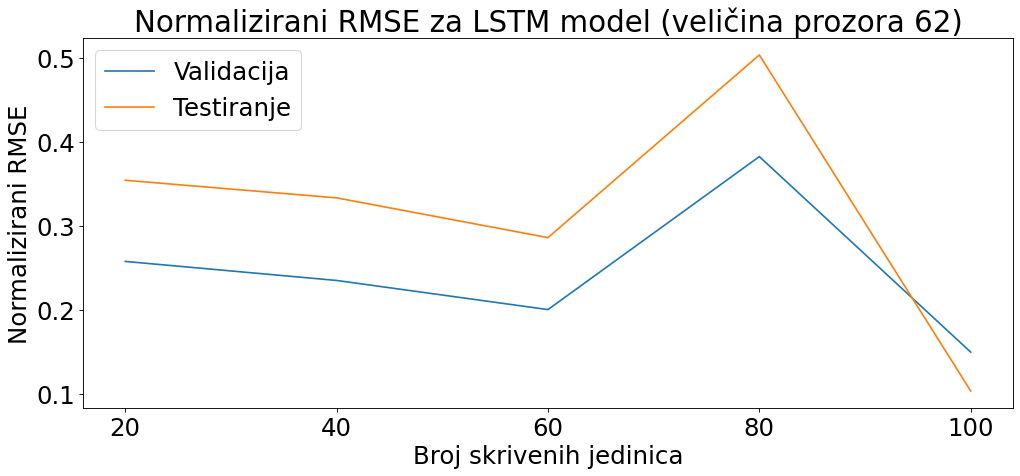 Normalizirani RMSE za LSTM model (veličina prozora 62)
Validacija
Testiranje
Normalizirani RMSE
0.5
0.4
0.3
0.2
0.1
20 40 60 80 100
Broj skrivenih jedinica